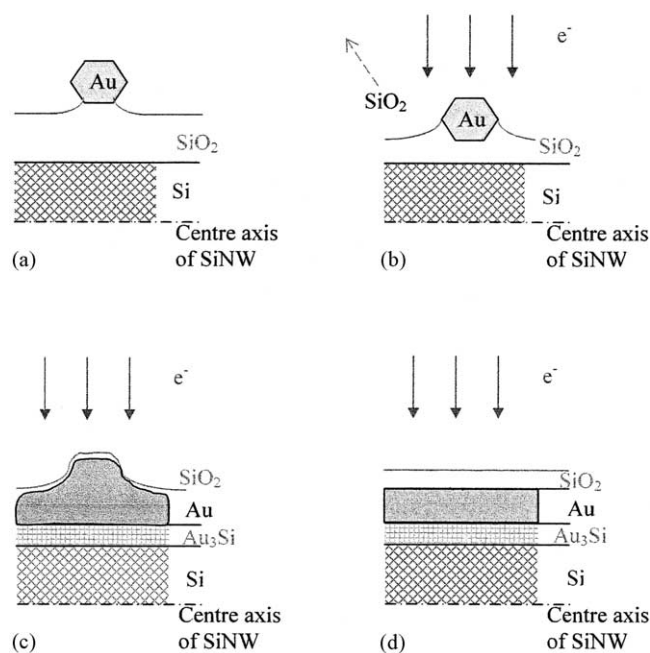 Au
SiO₂
Si
Centre axis
of SiNW
(a)
e⁻
SiO₂
Au
SiO₂
Si
Centre axis
of SiNW
(b)
e⁻
SiO₂
Au
Au₃Si
Si
Centre axis
of SiNW
(c)
e⁻
SiO₂
Au
Au₃Si
Si
Centre axis
of SiNW
(d)